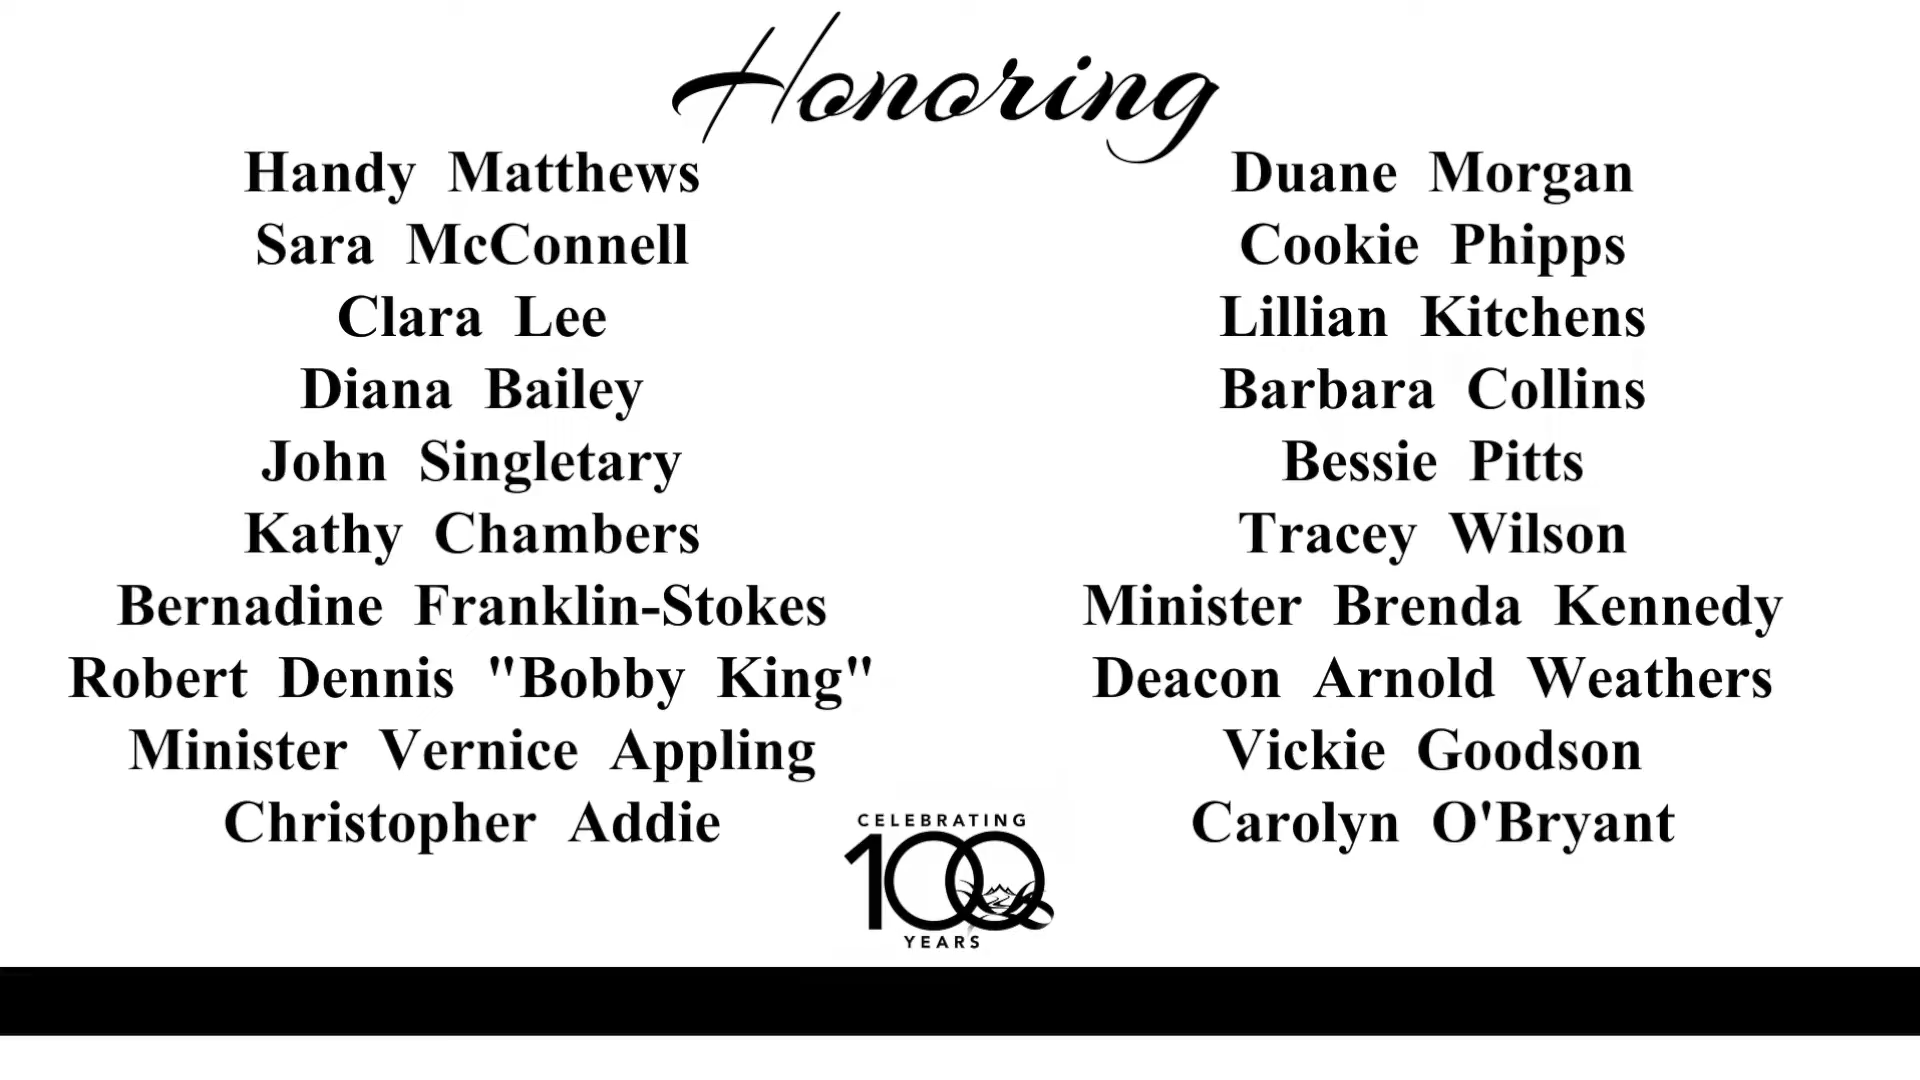 Honoring
Handy Matthews
Sara McConnell
Clara Lee
Diana Bailey
John Singletary
Kathy Chambers
Bernadine Franklin-Stokes
Robert Dennis "Bobby King"
Minister Vernice Appling
Christopher Addie
Duane Morgan
Cookie Phipps
Lillian Kitchens
Barbara Collins
Bessie Pitts
Tracey Wilson
Minister Brenda Kennedy
Deacon Arnold Weathers
Vickie Goodson
Carolyn O'Bryant
CELEBRATING
100
YEARS